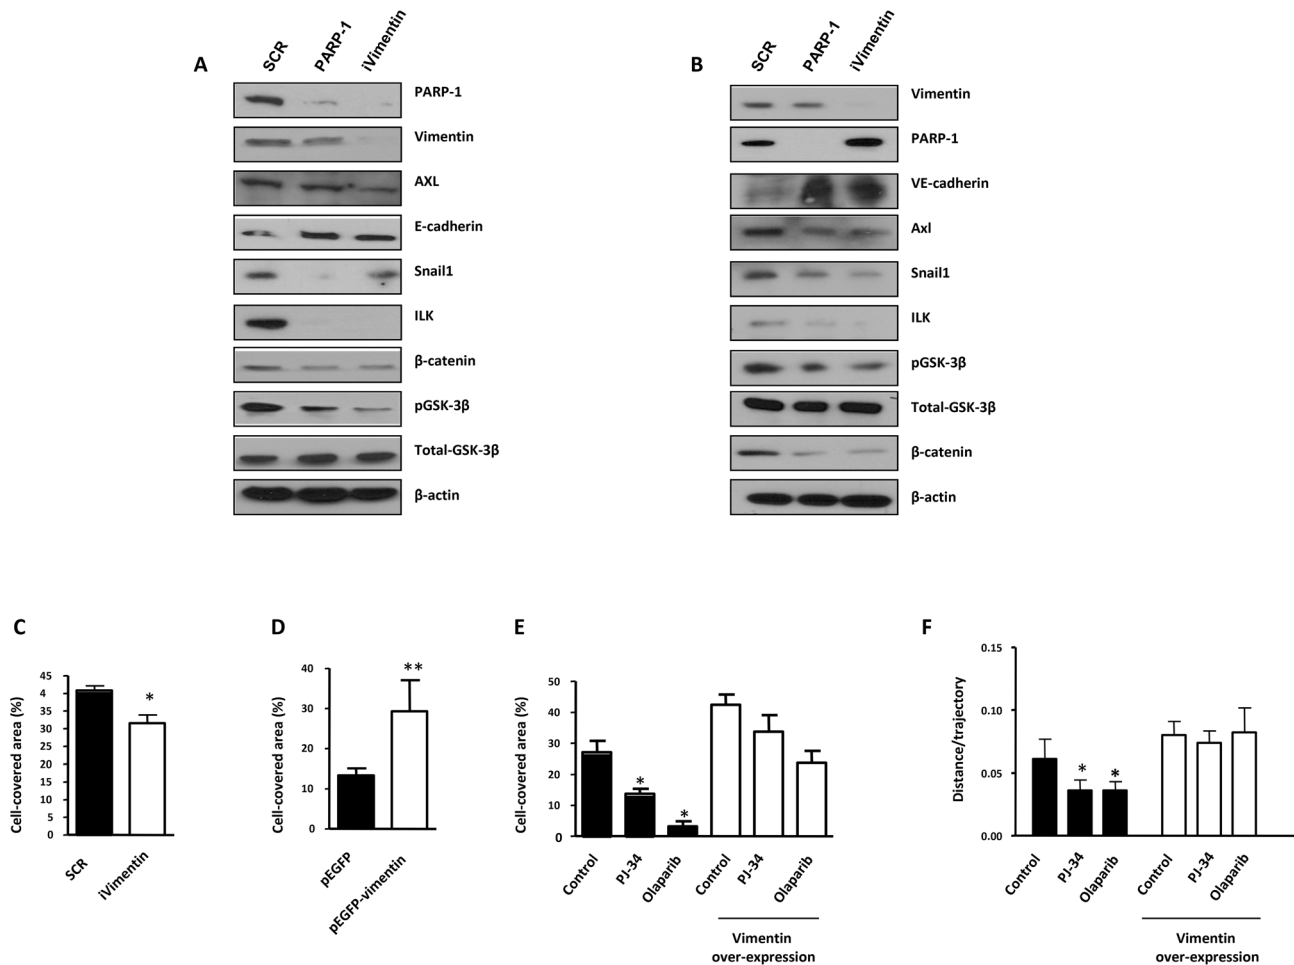 A
SCR
PARP-1
iVimentin
PARP-1
Vimentin
AXL
E-cadherin
Snail1
ILK
β-catenin
pGSK-3β
Total-GSK-3β
β-actin
B
SCR
PARP-1
iVimentin
Vimentin
PARP-1
VE-cadherin
Axl
Snail1
ILK
pGSK-3β
Total-GSK-3β
β-catenin
β-actin
C
Cell-covered area (%)
45
4
35
30
25
40
15
10
5
0
*
SCR
iVimentin
D
Cell-covered area (%)
40
30
20
10
0
**
pEGFP
pEGFP-vimentin
E
Cell-covered area (%)
50
40
30
20
10
0
*
*
Control
PJ-34
Olaparib
Control
PJ-34
Olaparib
Vimentin
over-expression
F
Distance/trajectory
0.15
0.10
0.05
0.00
*
*
Control
PJ-34
Olaparib
Control
PJ-34
Olaparib
Vimentin
over-expression